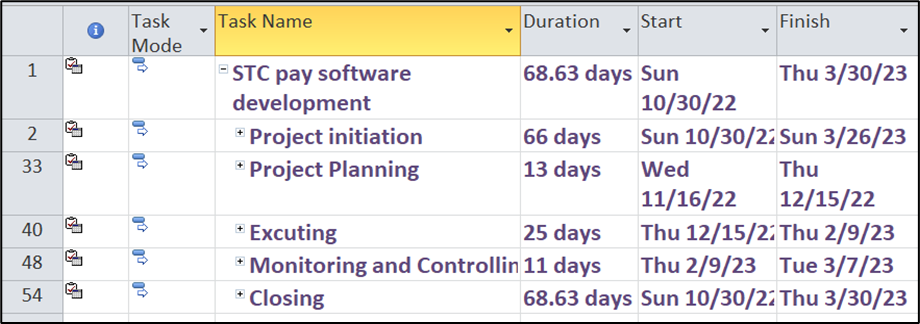 Task Mode Task Name Duration Start Finish
1 STC pay software development 68.63 days Sun 10/30/22 Thu 3/30/23
2 Project initiation 66 days Sun 10/30/22 Sun 3/26/23
33 Project Planning 13 days Wed 11/16/22 Thu 12/15/22
40 Excuting 25 days Thu 12/15/22 Thu 2/9/23
48 Monitoring and Controllin 11 days Thu 2/9/23 Tue 3/7/23
54 Closing 68.63 days Sun 10/30/22 Thu 3/30/23